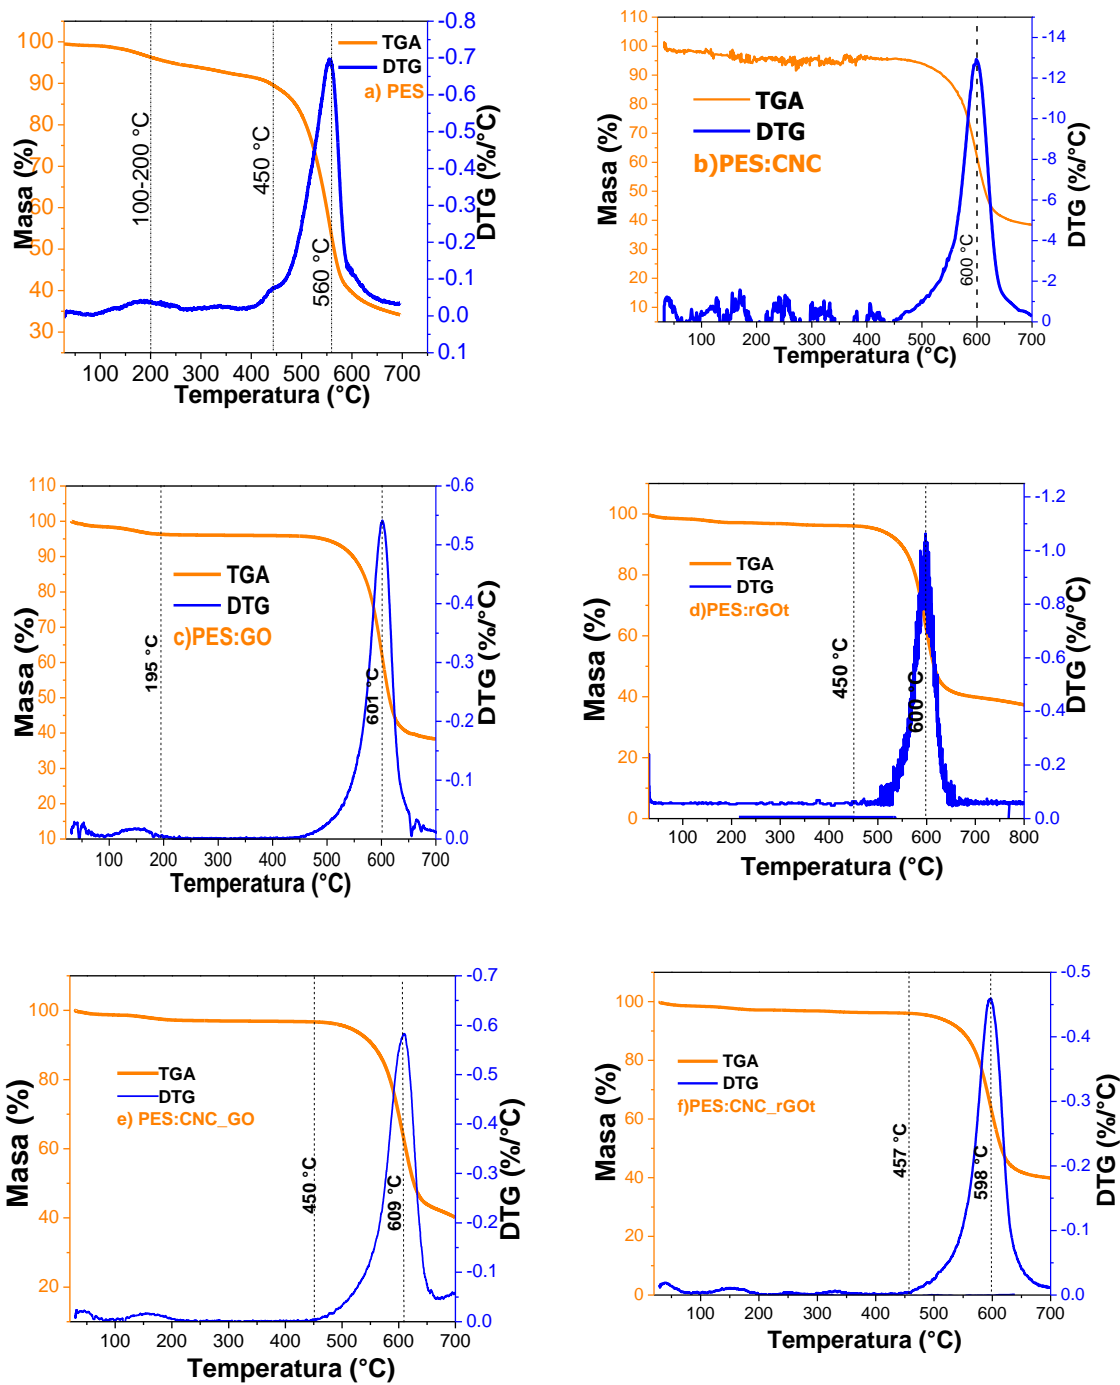 -0.8
-0.7
-0.6
-0.5
-0.4
-0.3
-0.2
-0.1
0.0
0.1
100
90
80
70
60
50
40
30
TGA
DTG
a) PES
100-200 °C
450 °C
560 °C
Masa (%)
DTG (%/°C)
100 200 300 400 500 600 700
Temperatura (°C)
110
100
90
80
70
60
50
40
30
20
10
-14
-12
-10
-8
-6
-4
-2
0
TGA
DTG
b)PES:CNC
600 °C
Masa (%)
DTG (%/°C)
100 200 300 400 500 600 700
Temperatura (°C)
110
100
90
80
70
60
50
40
30
20
10
-0.6
-0.5
-0.4
-0.3
-0.2
-0.1
0.0
TGA
DTG
c)PES:GO
195 °C
601 °C
Masa (%)
DTG (%/°C)
100 200 300 400 500 600 700
Temperatura (°C)
100
80
60
40
20
0
-1.2
-1.0
-0.8
-0.6
-0.4
-0.2
0.0
TGA
DTG
d)PES:rGOt
450 °C
600 °C
Masa (%)
DTG (%/°C)
100 200 300 400 500 600 700 800
Temperatura (°C)
100
80
60
40
20
-0.7
-0.6
-0.5
-0.4
-0.3
-0.2
-0.1
0.0
TGA
DTG
e) PES:CNC_GO
450 °C
609 °C
Masa (%)
DTG (%/°C)
100 200 300 400 500 600 700
Temperatura (°C)
100
80
60
40
20
0
-0.5
-0.4
-0.3
-0.2
-0.1
0.0
TGA
DTG
f)PES:CNC_rGOt
457 °C
598 °C
Masa (%)
DTG (%/°C)
100 200 300 400 500 600 700
Temperatura (°C)